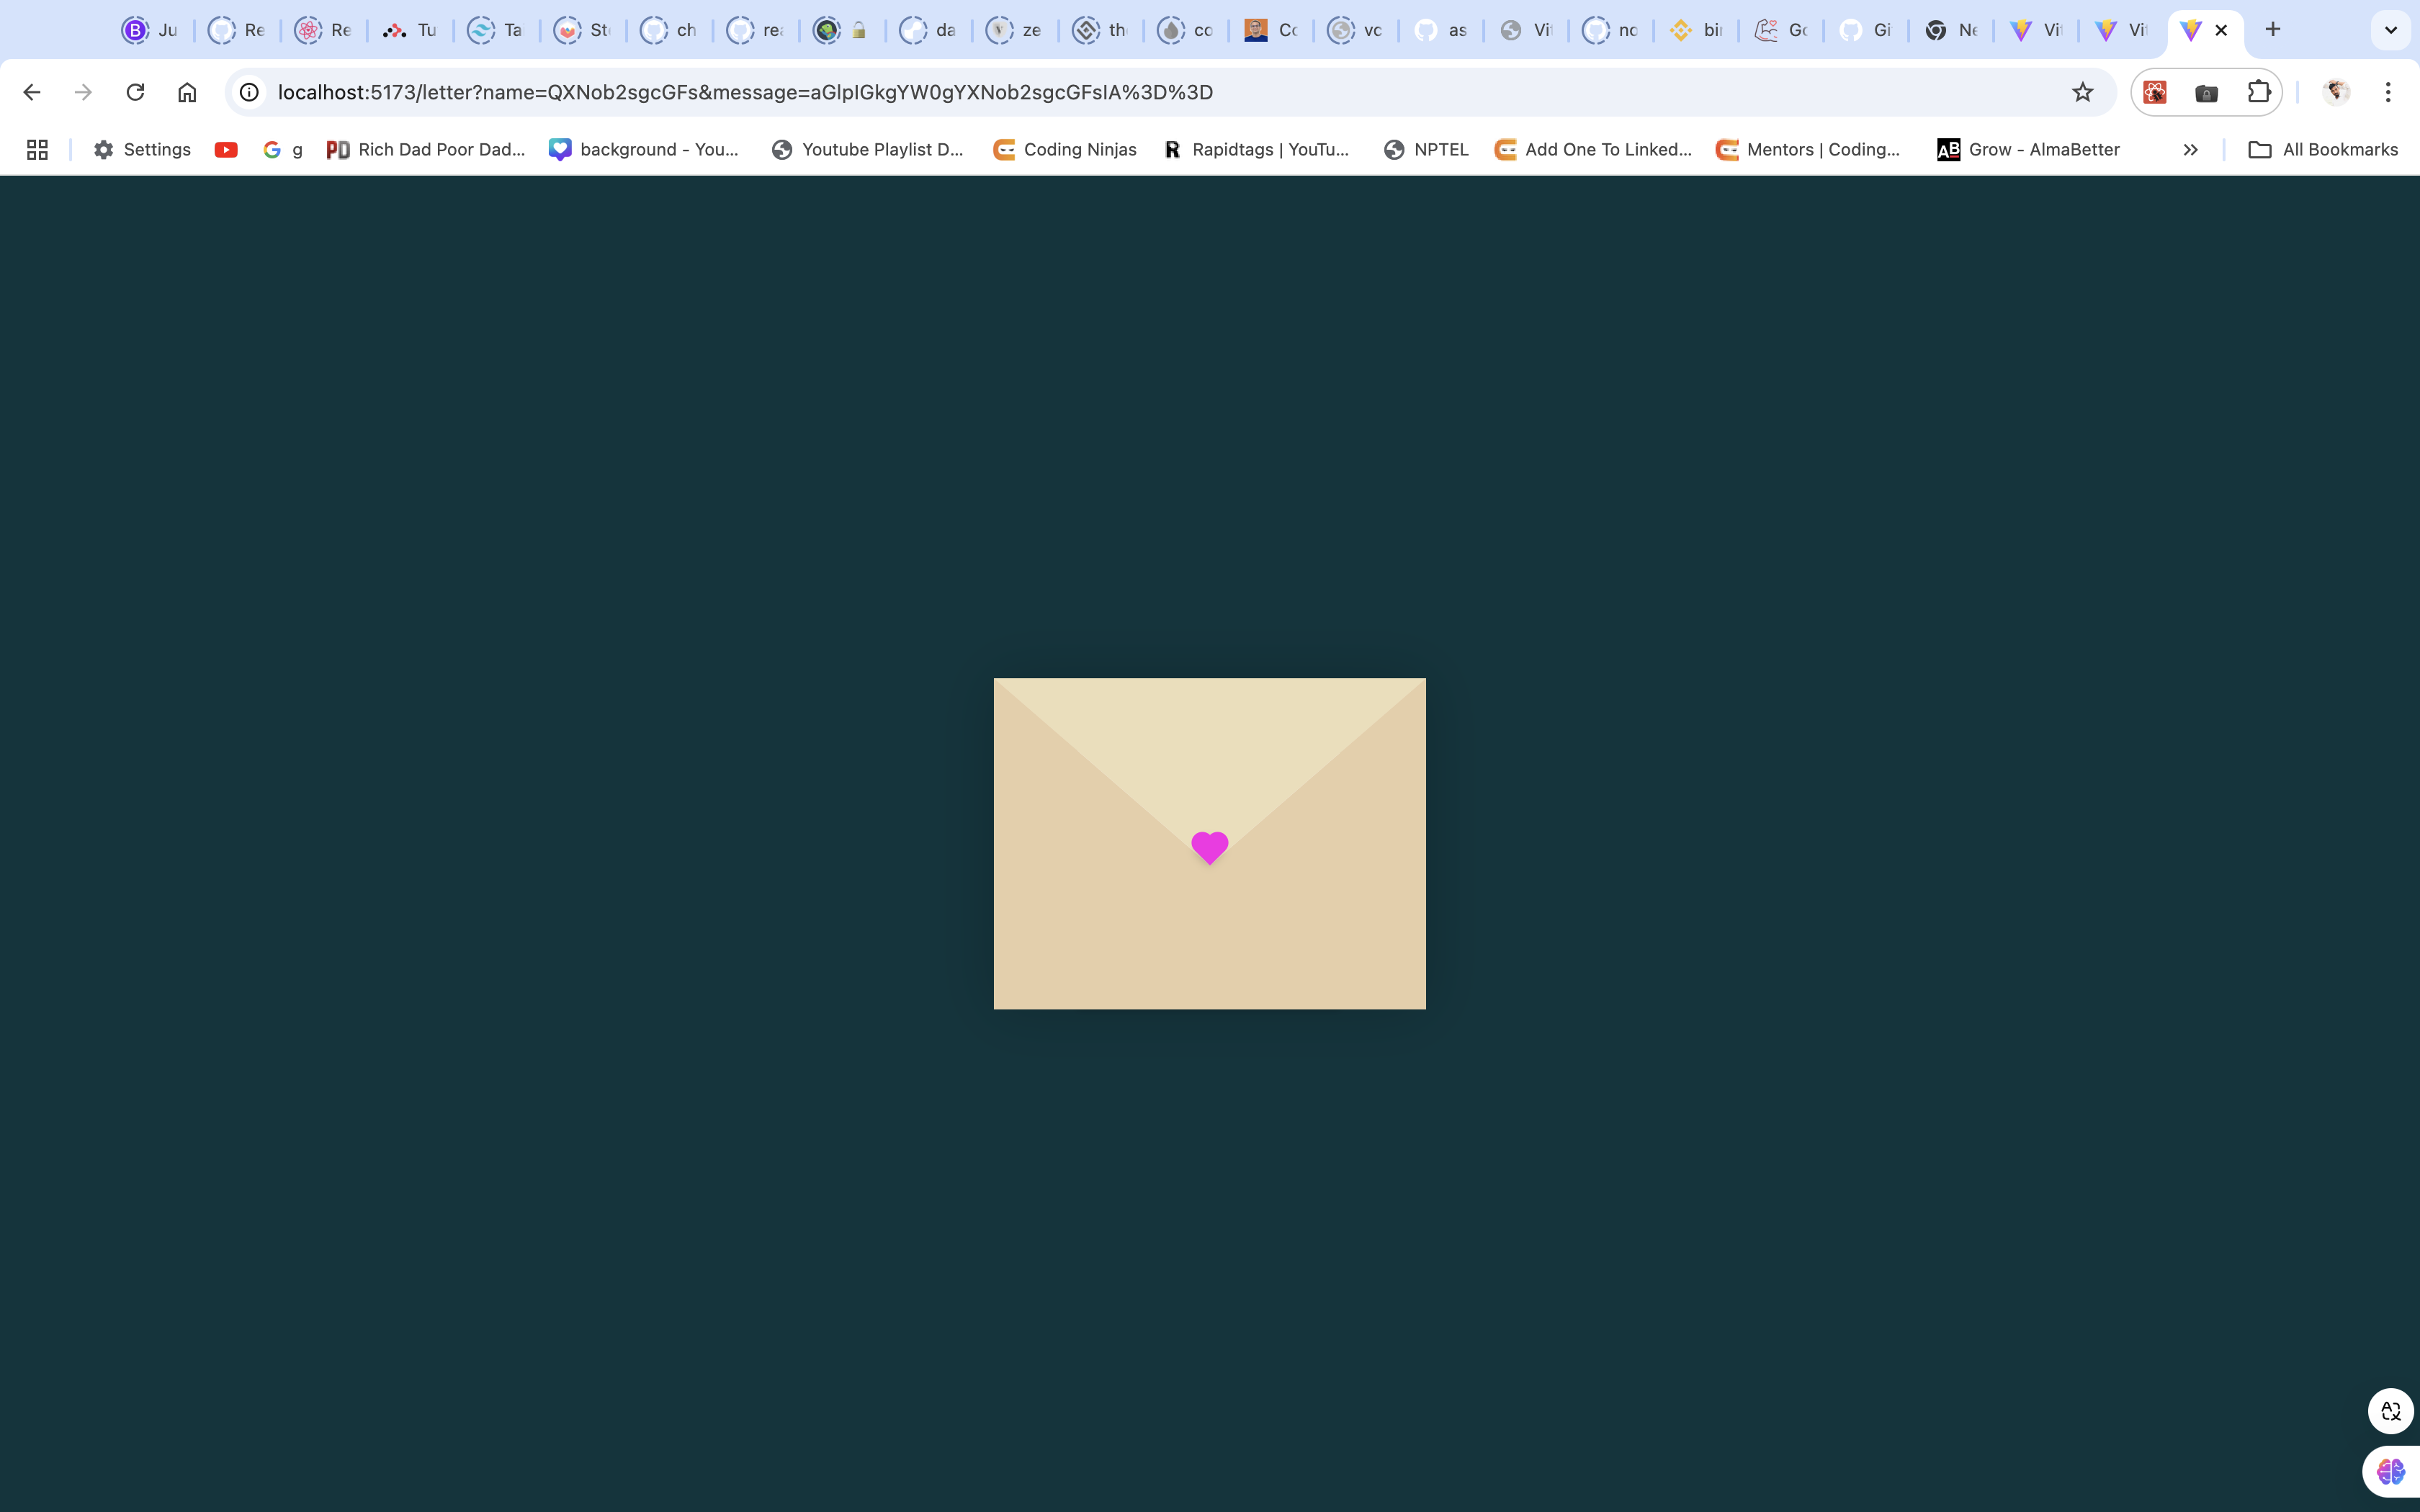 Ju Re Re Tu Ta St ch rea da ze th co Co vc as Vi no bi Go Gi Ne Vi Vi
localhost:5173/letter?name=QXNob2sgcGFs&message=aGlpIGkgYW0gYXNob2sgcGFsIA%3D%3D
Settings g Rich Dad Poor Dad... background - You... Youtube Playlist D... Coding Ninjas Rapidtags | YouTu... NPTEL Add One To Linked... Mentors | Coding... Grow - AlmaBetter All Bookmarks